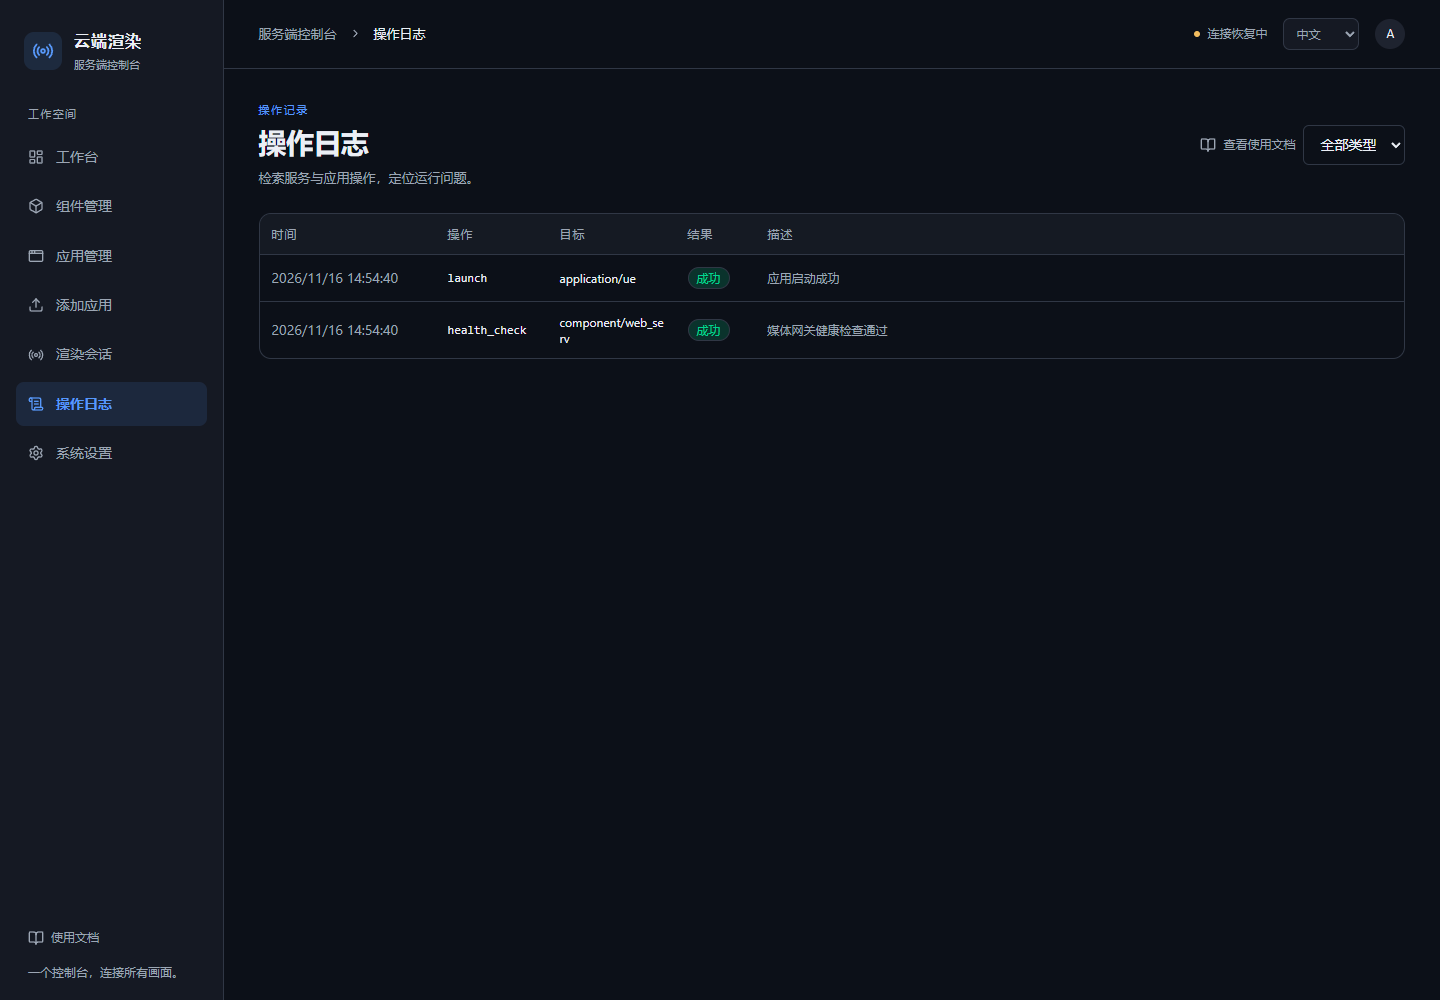 云端渲染
服务端控制台
工作空间
工作台
组件管理
应用管理
添加应用
渲染会话
操作日志
系统设置
使用文档
一个控制台，连接所有画面。
服务端控制台 > 操作日志
连接恢复中
中文
A
操作记录
操作日志
检索服务与应用操作，定位运行问题。
查看使用文档
全部类型
时间 操作 目标 结果 描述
2026/11/16 14:54:40 launch application/ue 成功 应用启动成功
2026/11/16 14:54:40 health_check component/web_se
rv 成功 媒体网关健康检查通过